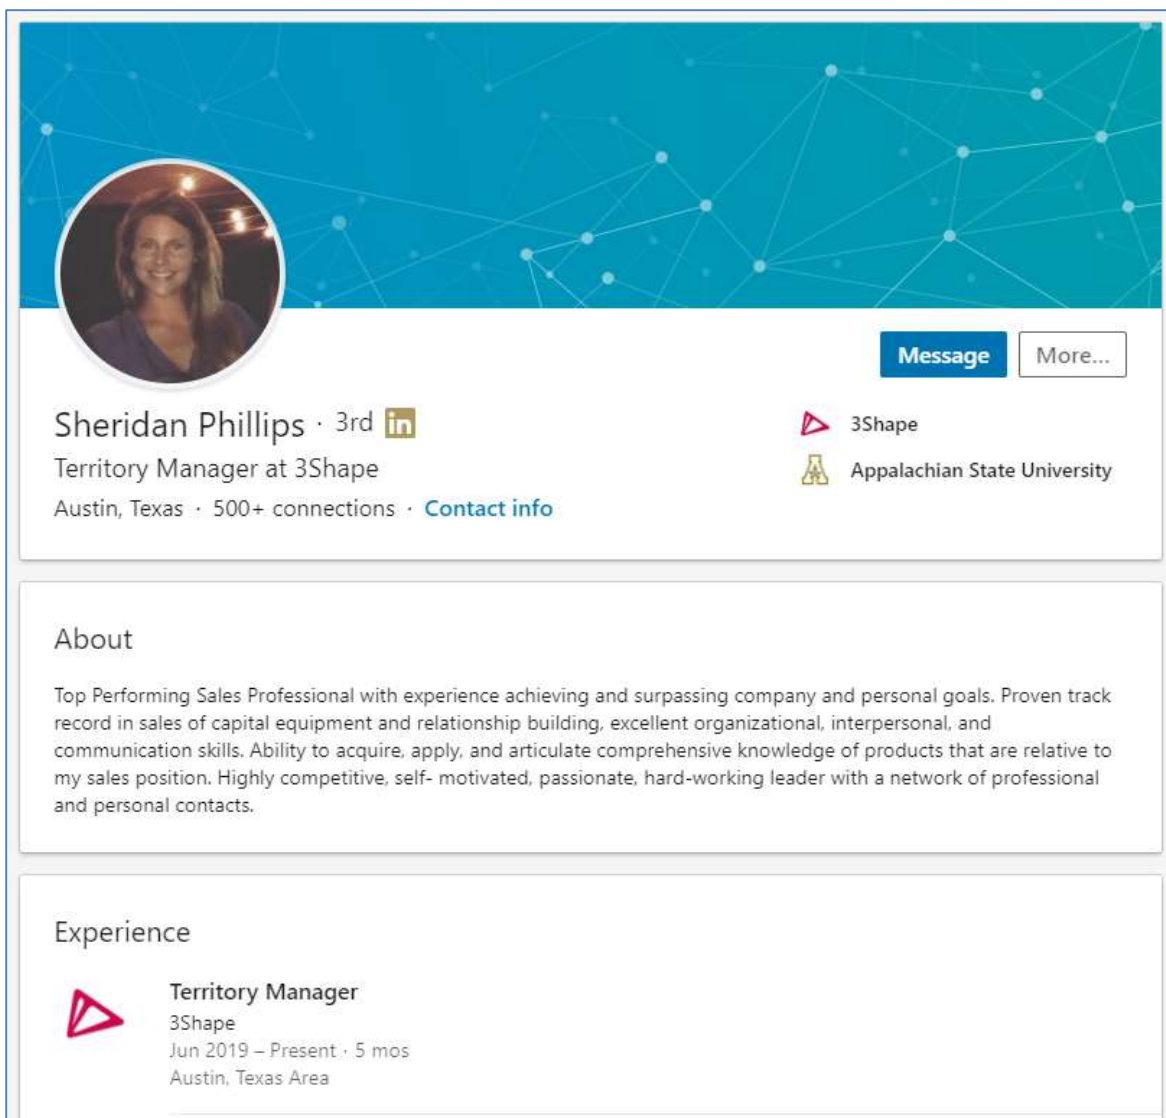 Message
More...
Sheridan Phillips · 3rd in
3Shape
Territory Manager at 3Shape
Appalachian State University
Austin, Texas · 500+ connections · Contact info
About
Top Performing Sales Professional with experience achieving and surpassing company and personal goals. Proven track
record in sales of capital equipment and relationship building, excellent organizational, interpersonal, and
communication skills. Ability to acquire, apply, and articulate comprehensive knowledge of products that are relative to
my sales position. Highly competitive, self- motivated, passionate, hard-working leader with a network of professional
and personal contacts.
Experience
Territory Manager
3Shape
Jun 2019 – Present · 5 mos
Austin, Texas Area